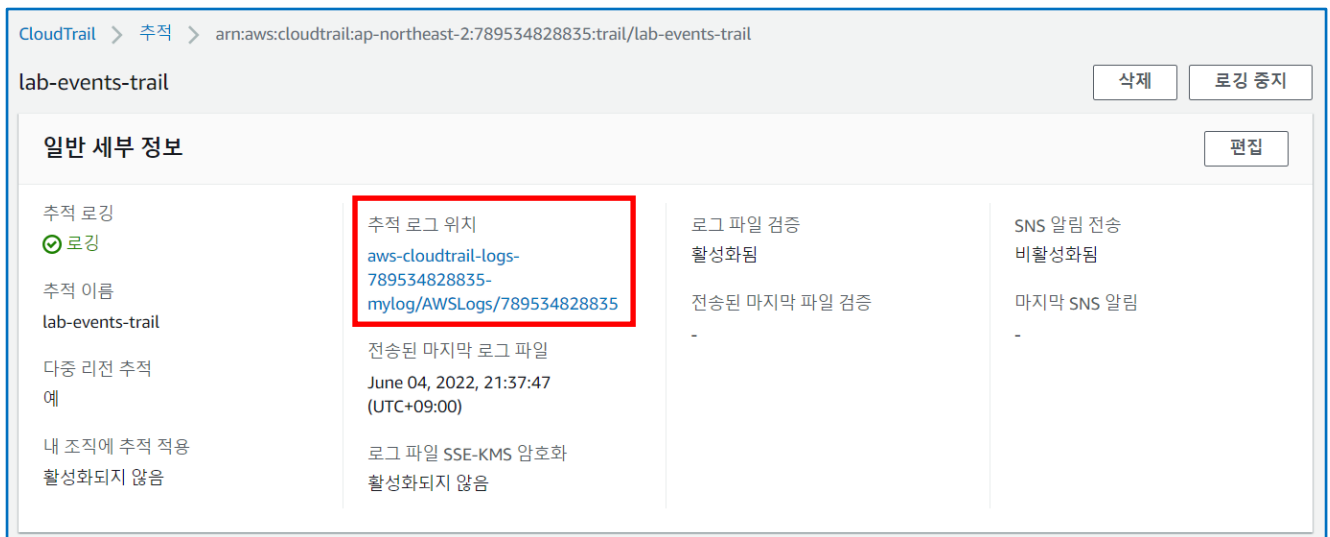 CloudTrail > 추적 > arn:aws:cloudtrail:ap-northeast-2:789534828835:trail/lab-events-trail
lab-events-trail
삭제
로깅 중지
일반 세부 정보
편집
추적 로깅
로깅
추적 이름
lab-events-trail
다중 리전 추적
예
내 조직에 추적 적용
활성화되지 않음
추적 로그 위치
aws-cloudtrail-logs-
789534828835-
mylog/AWSLogs/789534828835
전송된 마지막 로그 파일
June 04, 2022, 21:37:47
(UTC+09:00)
로그 파일 SSE-KMS 암호화
활성화되지 않음
로그 파일 검증
활성화됨
전송된 마지막 파일 검증
-
SNS 알림 전송
비활성화됨
마지막 SNS 알림
-